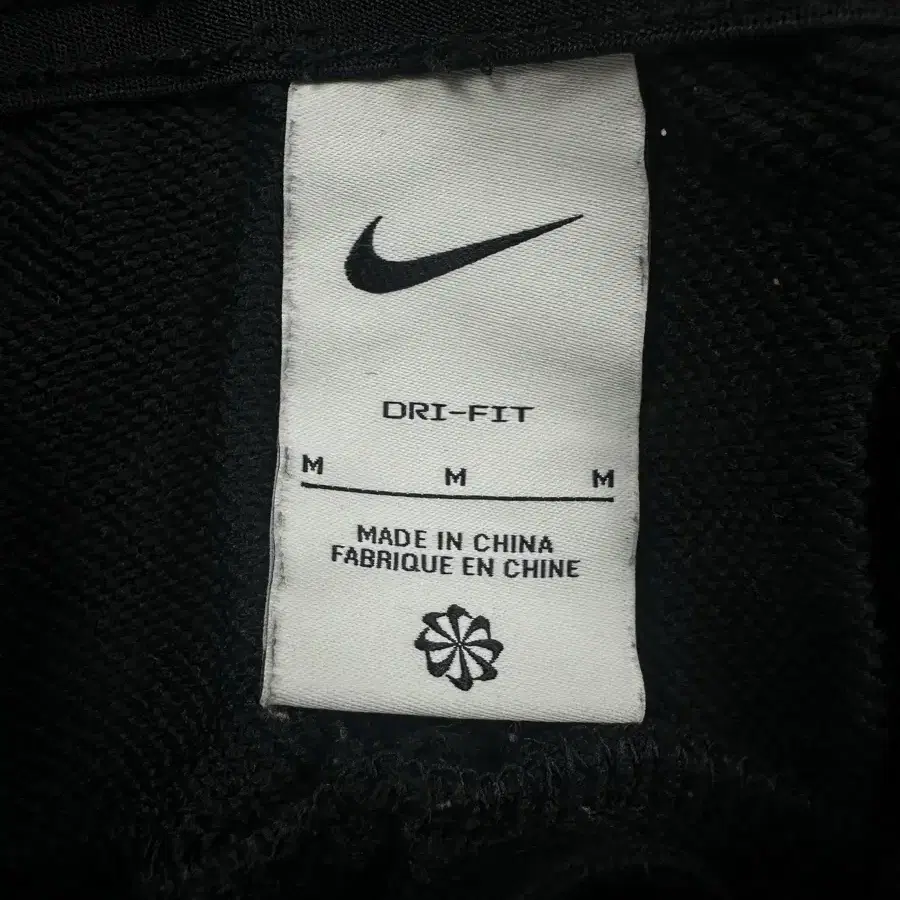 DRI-FIT
M M M
MADE IN CHINA
FABRIQUE EN CHINE